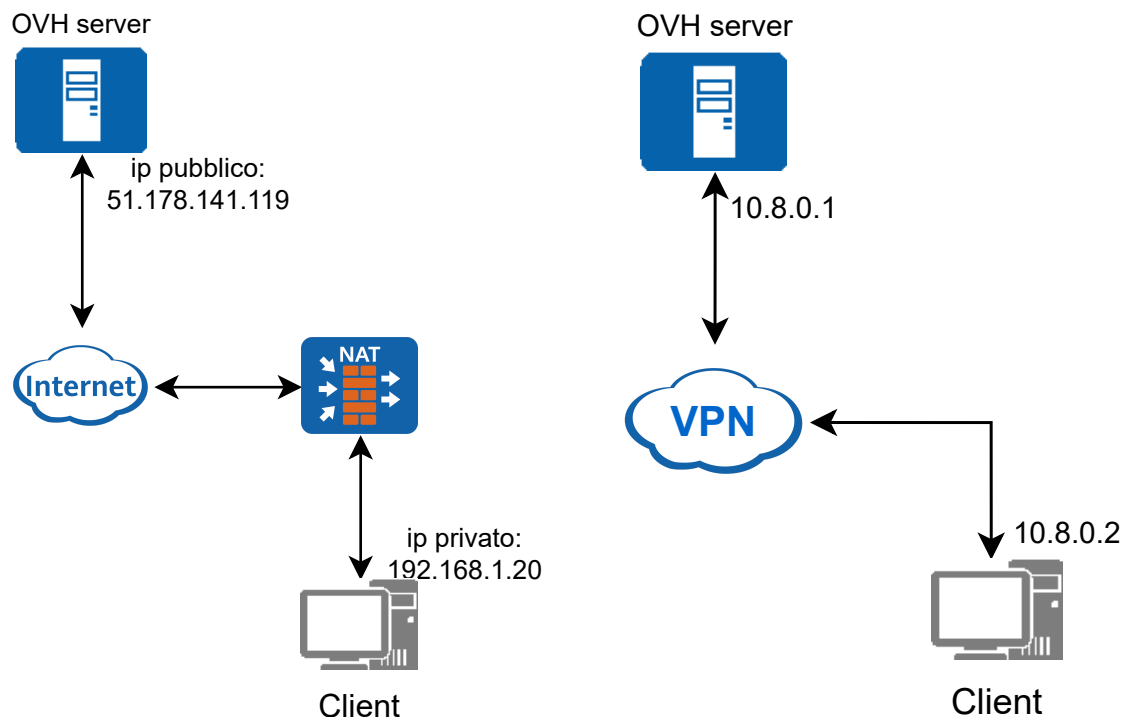 OVH server
ip pubblico:
51.178.141.119
Internet
NAT
ip privato:
192.168.1.20
Client
OVH server
10.8.0.1
VPN
10.8.0.2
Client